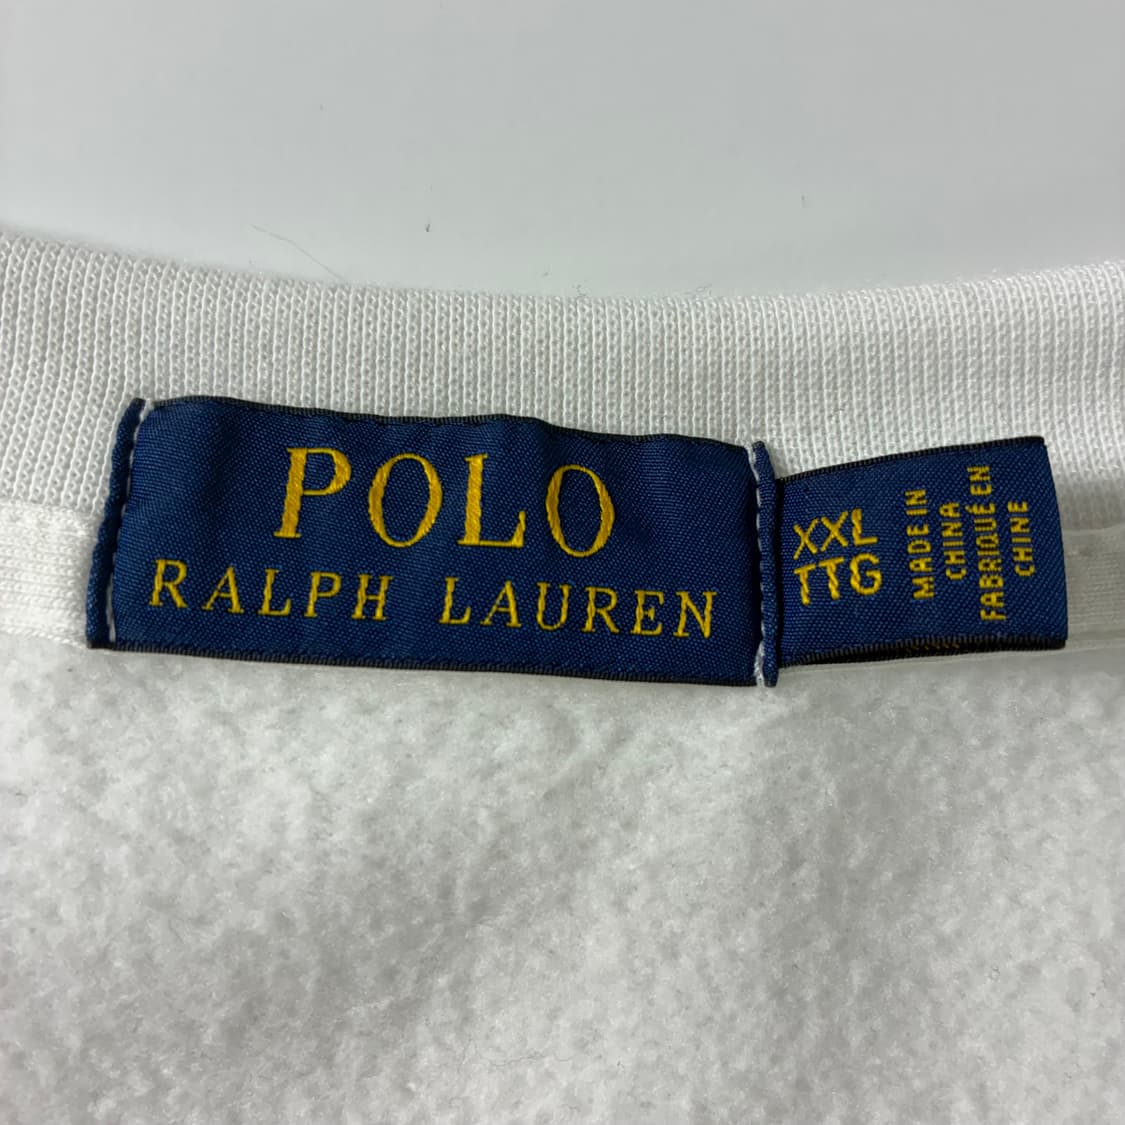 POLO
RALPH LAUREN
XXL
TTG
MADE IN
CHINA
FABRIQUÉ EN
CHINE